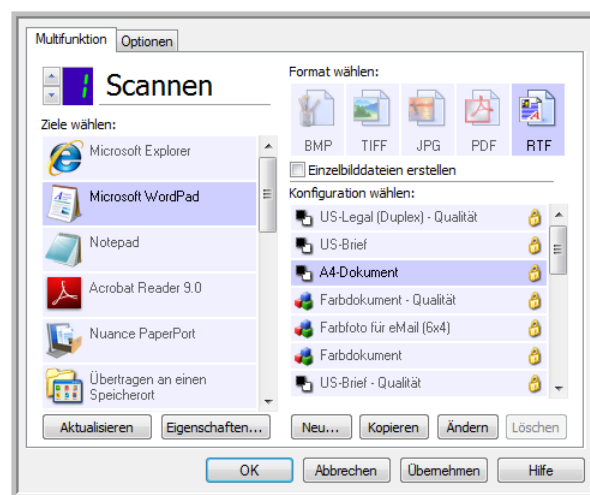 Multifunktion Optionen
1 Scannen
Ziele wählen:
Microsoft Explorer
Microsoft WordPad
Notepad
Acrobat Reader 9.0
Nuance PaperPort
Übertragen an einen
Speicherort
Aktualisieren Eigenschaften...
Format wählen:
BMP TIFF JPG PDF RTF
Einzelbilddateien erstellen
Konfiguration wählen:
US-Legal (Duplex) - Qualität
US-Brief
A4-Dokument
Farbdokument - Qualität
Farbfoto für eMail (6x4)
Farbdokument
US-Brief - Qualität
Neu... Kopieren Ändern Löschen
OK Abbrechen Übernehmen Hilfe